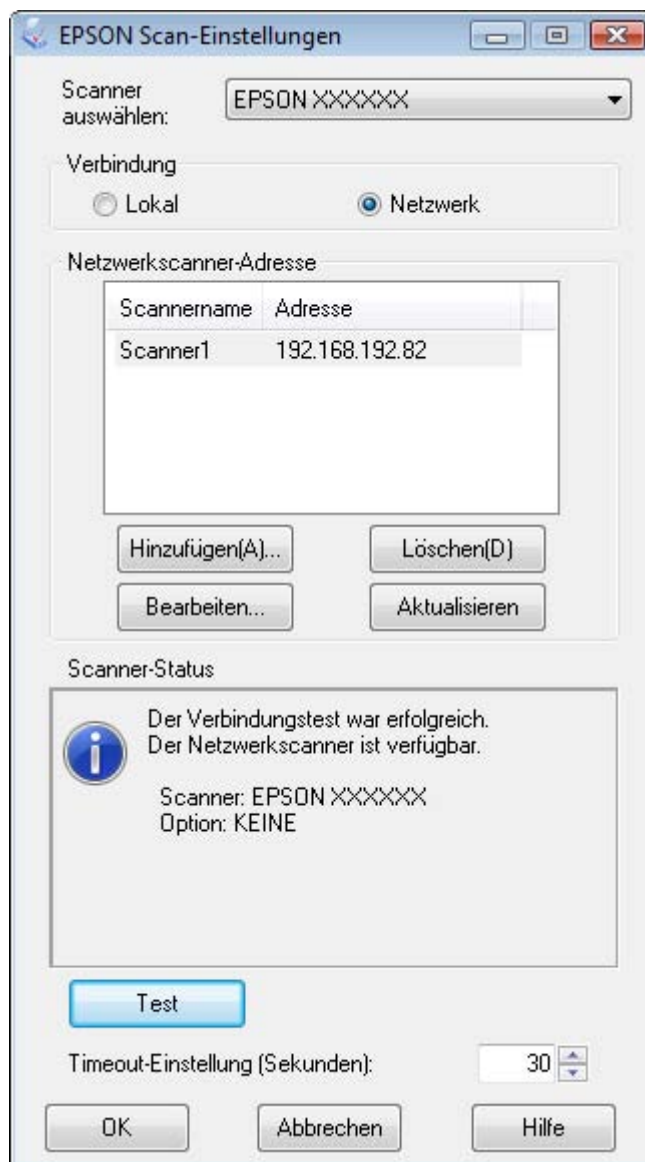 EPSON Scan-Einstellungen
Scanner
auswählen:
EPSON XXXXXX
Verbindung
Lokal
Netzwerk
Netzwerkscanner-Adresse
Scannername Adresse
Scanner1 192.168.192.82
Hinzufügen(A)... Löschen(D)
Bearbeiten... Aktualisieren
Scanner-Status
Der Verbindungstest war erfolgreich.
Der Netzwerkscanner ist verfügbar.
Scanner: EPSON XXXXXX
Option: KEINE
Test
Timeout-Einstellung (Sekunden): 30
OK Abbrechen Hilfe